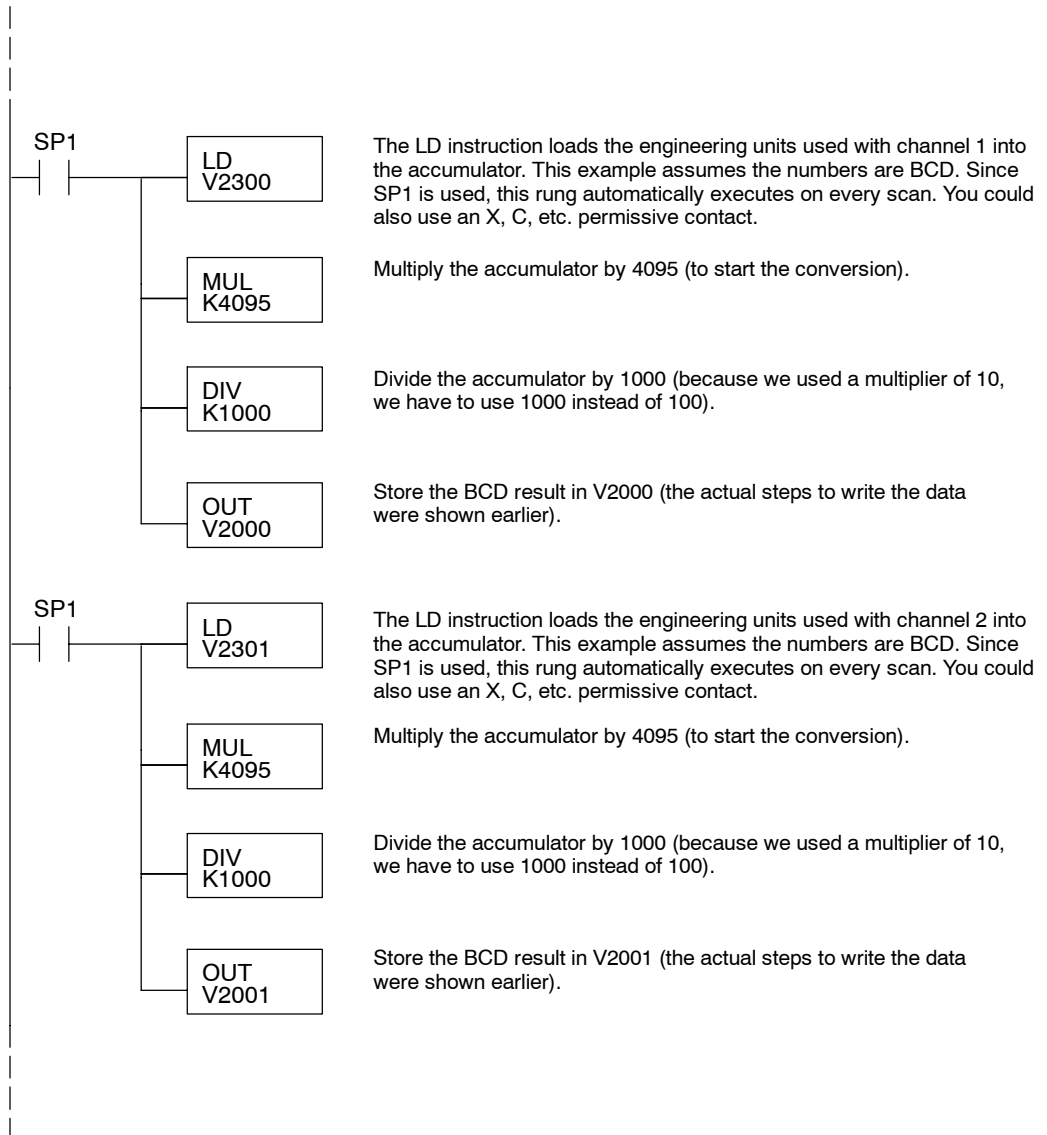 SP1
LD
V2300
The LD instruction loads the engineering units used with channel 1 into
the accumulator. This example assumes the numbers are BCD. Since
SP1 is used, this rung automatically executes on every scan. You could
also use an X, C, etc. permissive contact.
MUL
K4095
Multiply the accumulator by 4095 (to start the conversion).
DIV
K1000
Divide the accumulator by 1000 (because we used a multiplier of 10,
we have to use 1000 instead of 100).
OUT
V2000
Store the BCD result in V2000 (the actual steps to write the data
were shown earlier).
SP1
LD
V2301
The LD instruction loads the engineering units used with channel 2 into
the accumulator. This example assumes the numbers are BCD. Since
SP1 is used, this rung automatically executes on every scan. You could
also use an X, C, etc. permissive contact.
MUL
K4095
Multiply the accumulator by 4095 (to start the conversion).
DIV
K1000
Divide the accumulator by 1000 (because we used a multiplier of 10,
we have to use 1000 instead of 100).
OUT
V2001
Store the BCD result in V2001 (the actual steps to write the data
were shown earlier).